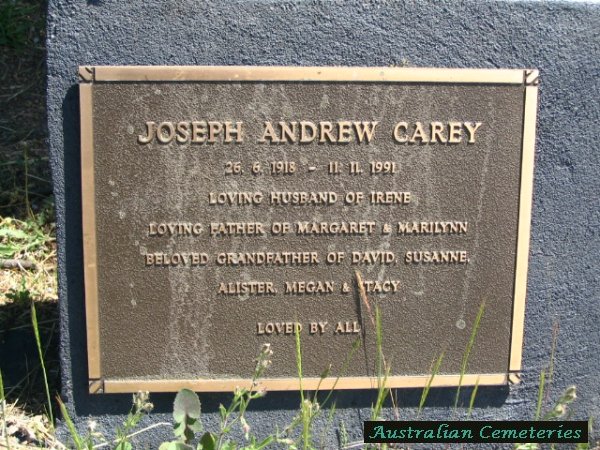 JOSEPH ANDREW CAREY
26. 6. 1918 - 11. 11. 1991
LOVING HUSBAND OF IRENE
LOVING FATHER OF MARGARET & MARILYNN
BELOVED GRANDFATHER OF DAVID, SUSANNE,
ALISTER, MEGAN & STACY
LOVED BY ALL
Australian Cemeteries